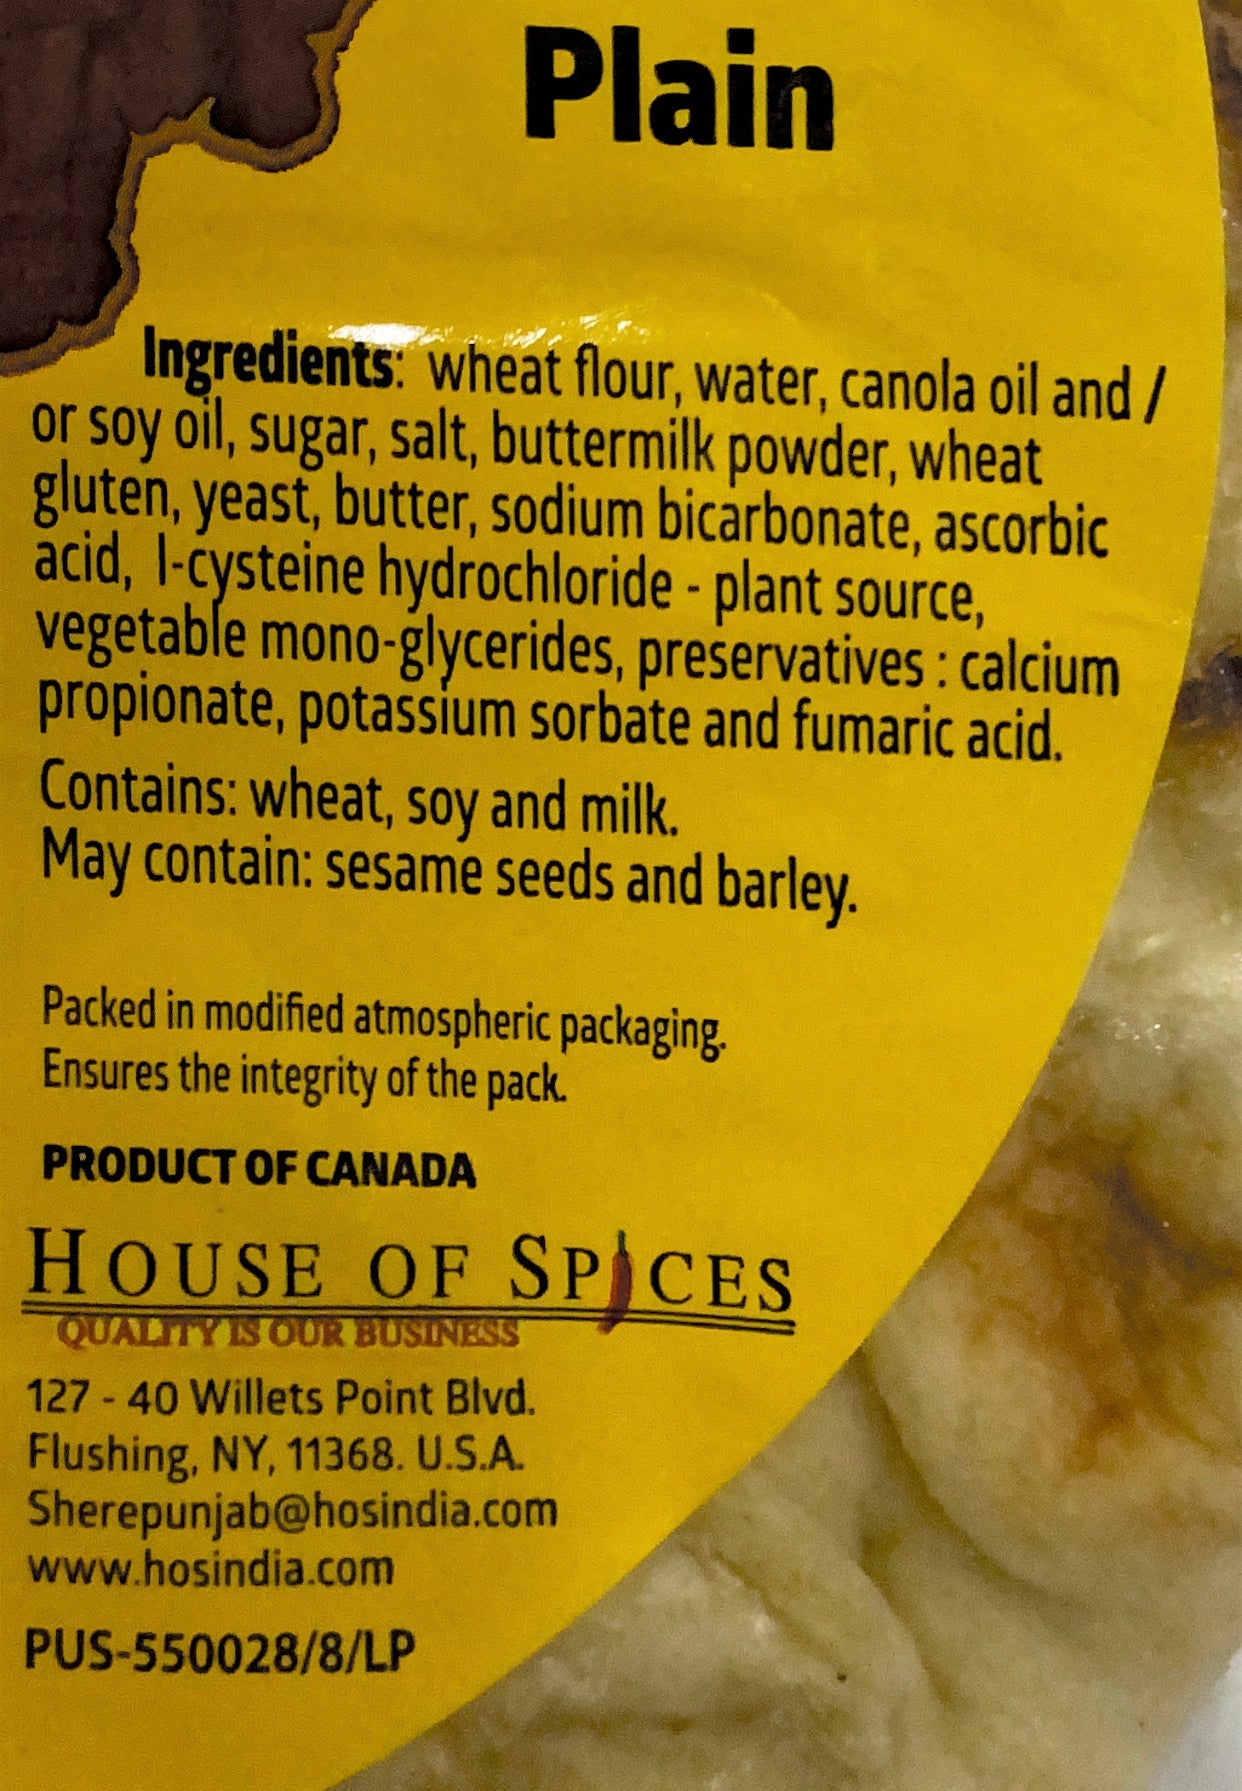 Plain
Ingredients: wheat flour, water, canola oil and /
or soy oil, sugar, salt, buttermilk powder, wheat
gluten, yeast, butter, sodium bicarbonate, ascorbic
acid, l-cysteine hydrochloride - plant source,
vegetable mono-glycerides, preservatives : calcium
propionate, potassium sorbate and fumaric acid.
Contains: wheat, soy and milk.
May contain: sesame seeds and barley.
Packed in modified atmospheric packaging.
Ensures the integrity of the pack.
PRODUCT OF CANADA
HOUSE OF SPICES
QUALITY IS OUR BUSINESS
127 - 40 Willets Point Blvd.
Flushing, NY, 11368. U.S.A.
Sherepunjab@hosindia.com
www.hosindia.com
PUS-550028/8/LP